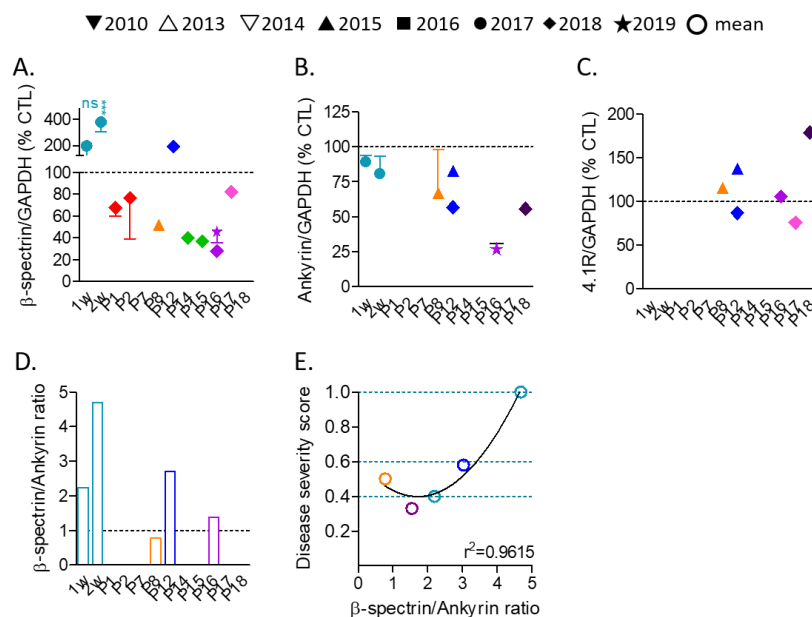 2010 2013 2014 2015 2016 2017 2018 2019 mean
A.
β-spectrin/GAPDH (% CTL)
ns
***
400
200
100
80
60
40
20
0
1w 2w P1 P2 P7 P8 P12 P14 P15 P16 P17 P18
B.
Ankyrin/GAPDH (% CTL)
125
100
75
50
25
0
1w 2w P1 P2 P7 P8 P12 P14 P15 P16 P17 P18
C.
4.1R/GAPDH (% CTL)
200
150
100
50
0
1w 2w P1 P2 P7 P8 P12 P14 P15 P16 P17 P18
D.
β-spectrin/Ankyrin ratio
5
4
3
2
1
0
1w 2w P1 P2 P7 P8 P12 P14 P15 P16 P17 P18
E.
Disease severity score
1.0
0.8
0.6
0.4
0.2
r²=0.9615
0 1 2 3 4 5
β-spectrin/Ankyrin ratio